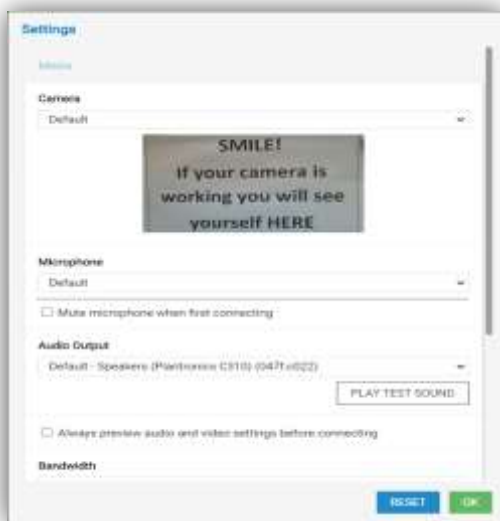 Settings
Media
Camera
Default
SMILE!
If your camera is
working you will see
yourself HERE
Microphone
Default
Mute microphone when first connecting
Audio Output
Default - Speakers (Plantronics C310) (047f:c022)
PLAY TEST SOUND
Always preview audio and video settings before connecting
Bandwidth
RESET
OK